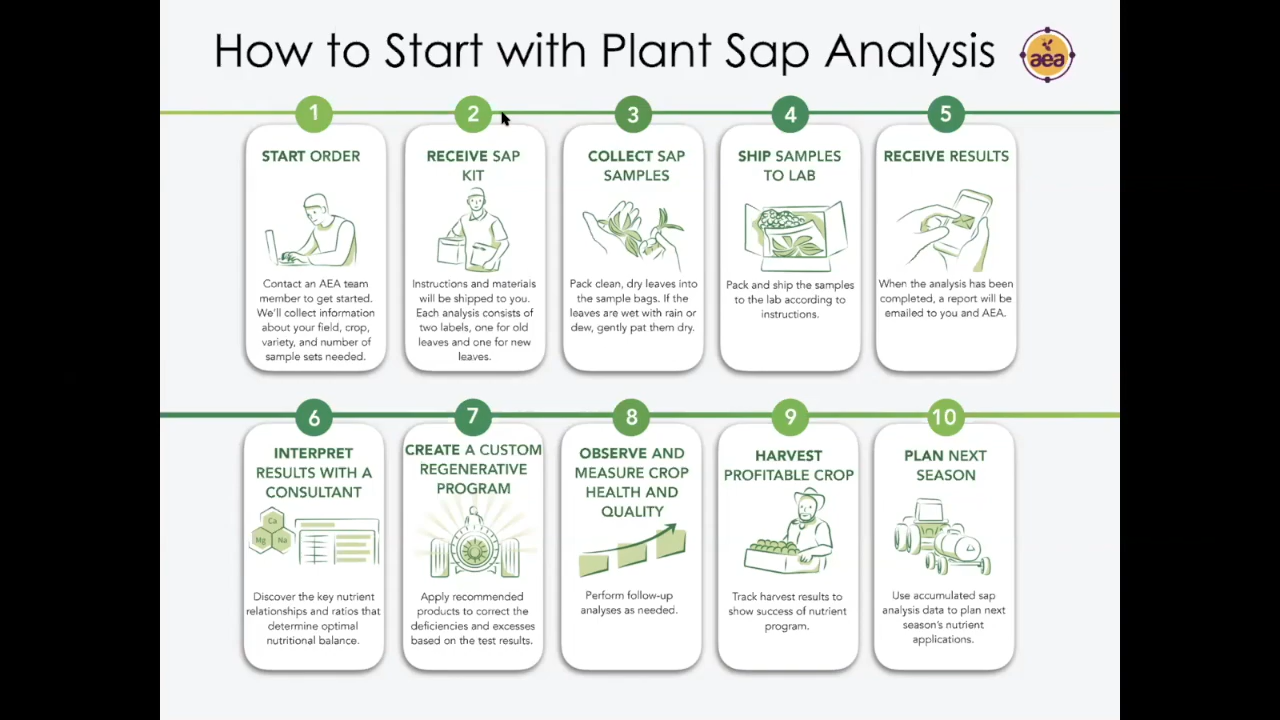 How to Start with Plant Sap Analysis
aea
1
START ORDER
Contact an AEA team
member to get started.
We'll collect information
about your field, crop,
variety, and number of
sample sets needed.
2
RECEIVE SAP
KIT
Instructions and materials
will be shipped to you.
Each analysis consists of
two labels, one for old
leaves and one for new
leaves.
3
COLLECT SAP
SAMPLES
Pack clean, dry leaves into
the sample bags. If the
leaves are wet with rain or
dew, gently pat them dry.
4
SHIP SAMPLES
TO LAB
Pack and ship the samples
to the lab according to
instructions.
5
RECEIVE RESULTS
When the analysis has been
completed, a report will be
emailed to you and AEA.
6
INTERPRET
RESULTS WITH A
CONSULTANT
Ca
Mg
Na
Discover the key nutrient
relationships and ratios that
determine optimal
nutritional balance.
7
CREATE A CUSTOM
REGENERATIVE
PROGRAM
Apply recommended
products to correct the
deficiencies and excesses
based on the test results.
8
OBSERVE AND
MEASURE CROP
HEALTH AND
QUALITY
Perform follow-up
analyses as needed.
9
HARVEST
PROFITABLE CROP
Track harvest results to
show success of nutrient
program.
10
PLAN NEXT
SEASON
Use accumulated sap
analysis data to plan next
season's nutrient
applications.